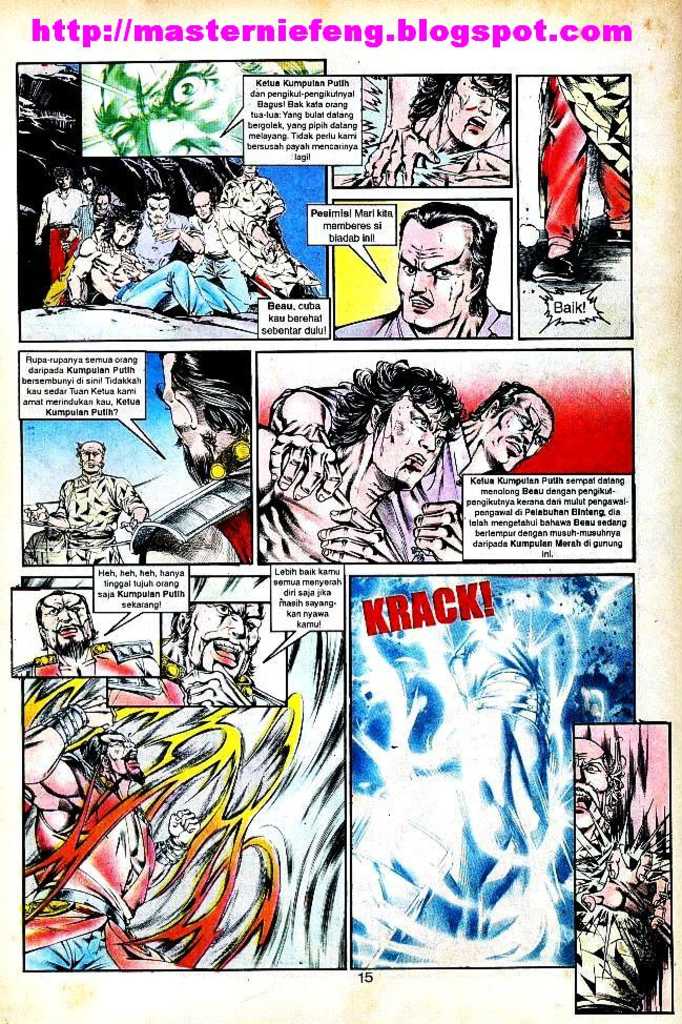 http://masterniefeng.blogspot.com
Ketua Kumpulan Putih
dan pengikut-pengikutnya!
Bagus! Bak kata orang
tua-tua: Yang bulat datang
bergolek, yang pipih datang
melayang. Tidak perlu kami
bersusah payah mencarinya
lagi!
Pesimis! Mari kita
memberes si
biadab ini!
Beau, cuba
kau berehat
sebentar dulu!
Baik!
Rupa-rupanya semua orang
daripada Kumpulan Putih
bersembunyi di sini! Tidakkah
kau sedar Tuan Ketua kami
amat merindukan kau, Ketua
Kumpulan Putih?
Ketua Kumpulan Putih sempat datang
menolong Beau dengan pengikut-
pengikutnya kerana dari mulut pengawal-
pengawal di Pelabuhan Bintang, dia
telah mengetahui bahawa Beau sedang
bertarung dengan musuh-musuhnya
daripada Kumpulan Merah di gunung
ini.
Heh, heh, heh, hanya
tinggal tujuh orang
saja Kumpulan Putih
sekarang!
Lebih baik kamu
semua menyerah
diri saja jika
masih sayang-
kan nyawa
kamu!
KRACK!
15